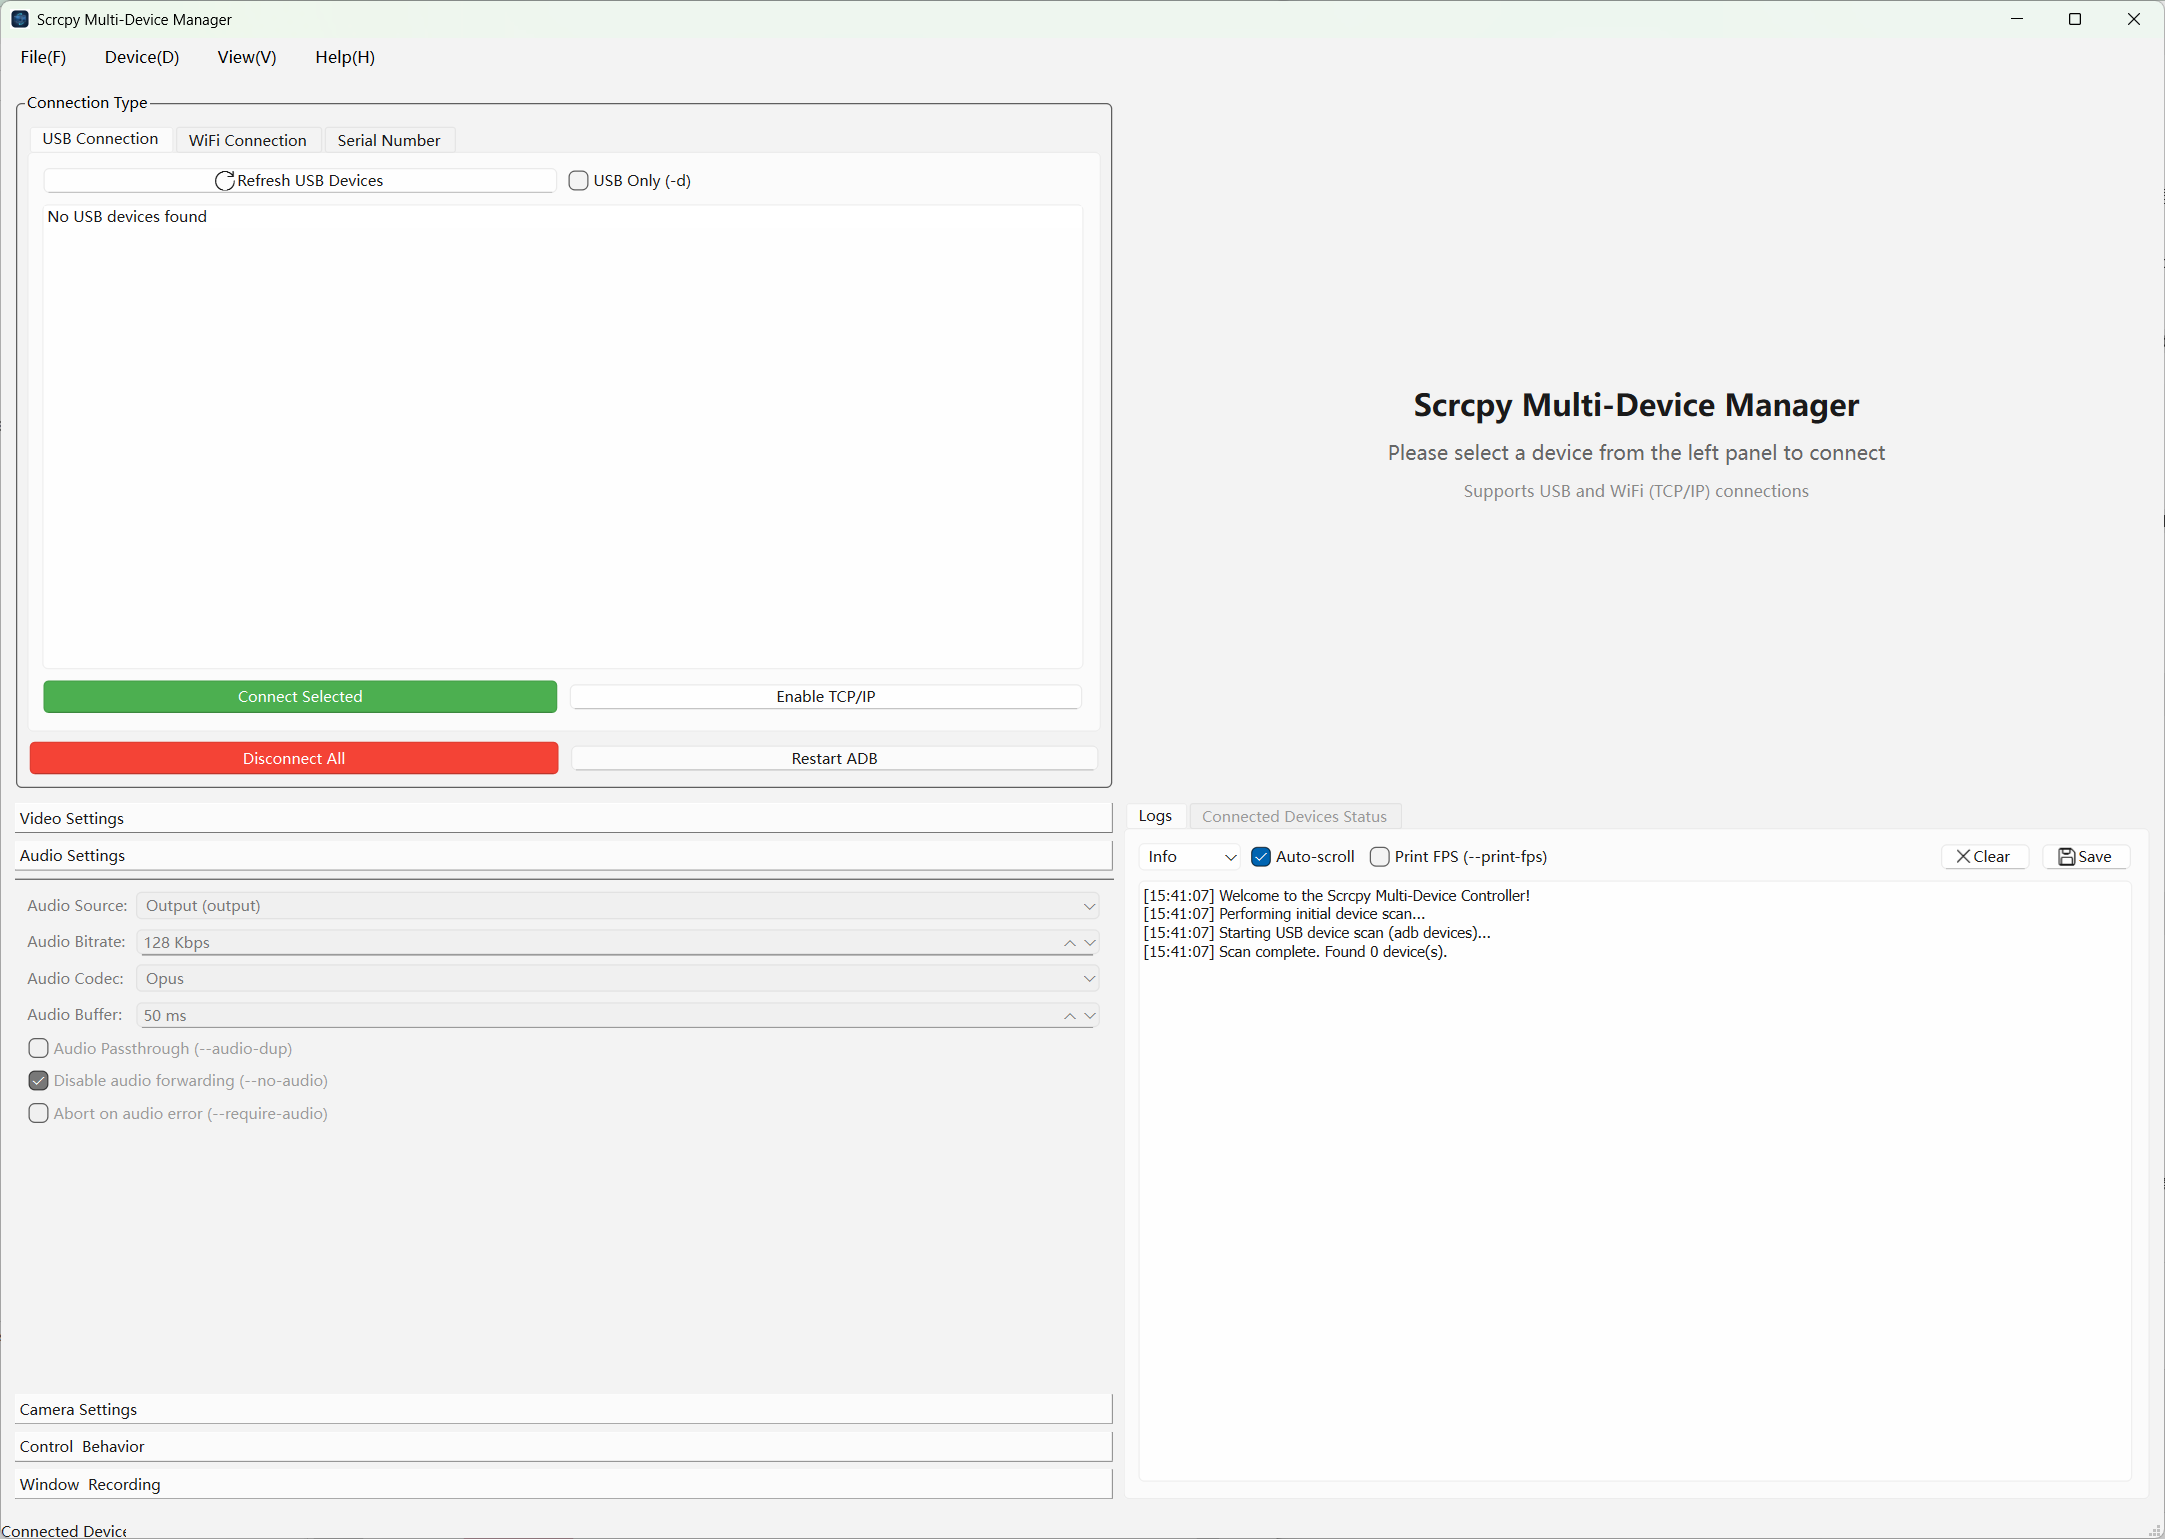 Scrcpy Multi-Device Manager
File(F) Device(D) View(V) Help(H)
Connection Type
USB Connection WiFi Connection Serial Number
Refresh USB Devices USB Only (-d)
No USB devices found
Connect Selected Enable TCP/IP
Disconnect All Restart ADB
Scrcpy Multi-Device Manager
Please select a device from the left panel to connect
Supports USB and WiFi (TCP/IP) connections
Video Settings
Audio Settings
Audio Source: Output (output)
Audio Bitrate: 128 Kbps
Audio Codec: Opus
Audio Buffer: 50 ms
Audio Passthrough (--audio-dup)
Disable audio forwarding (--no-audio)
Abort on audio error (--require-audio)
Camera Settings
Control Behavior
Window Recording
Logs Connected Devices Status
Info Auto-scroll Print FPS (--print-fps) Clear Save
[15:41:07] Welcome to the Scrcpy Multi-Device Controller!
[15:41:07] Performing initial device scan...
[15:41:07] Starting USB device scan (adb devices)...
[15:41:07] Scan complete. Found 0 device(s).
Connected Device